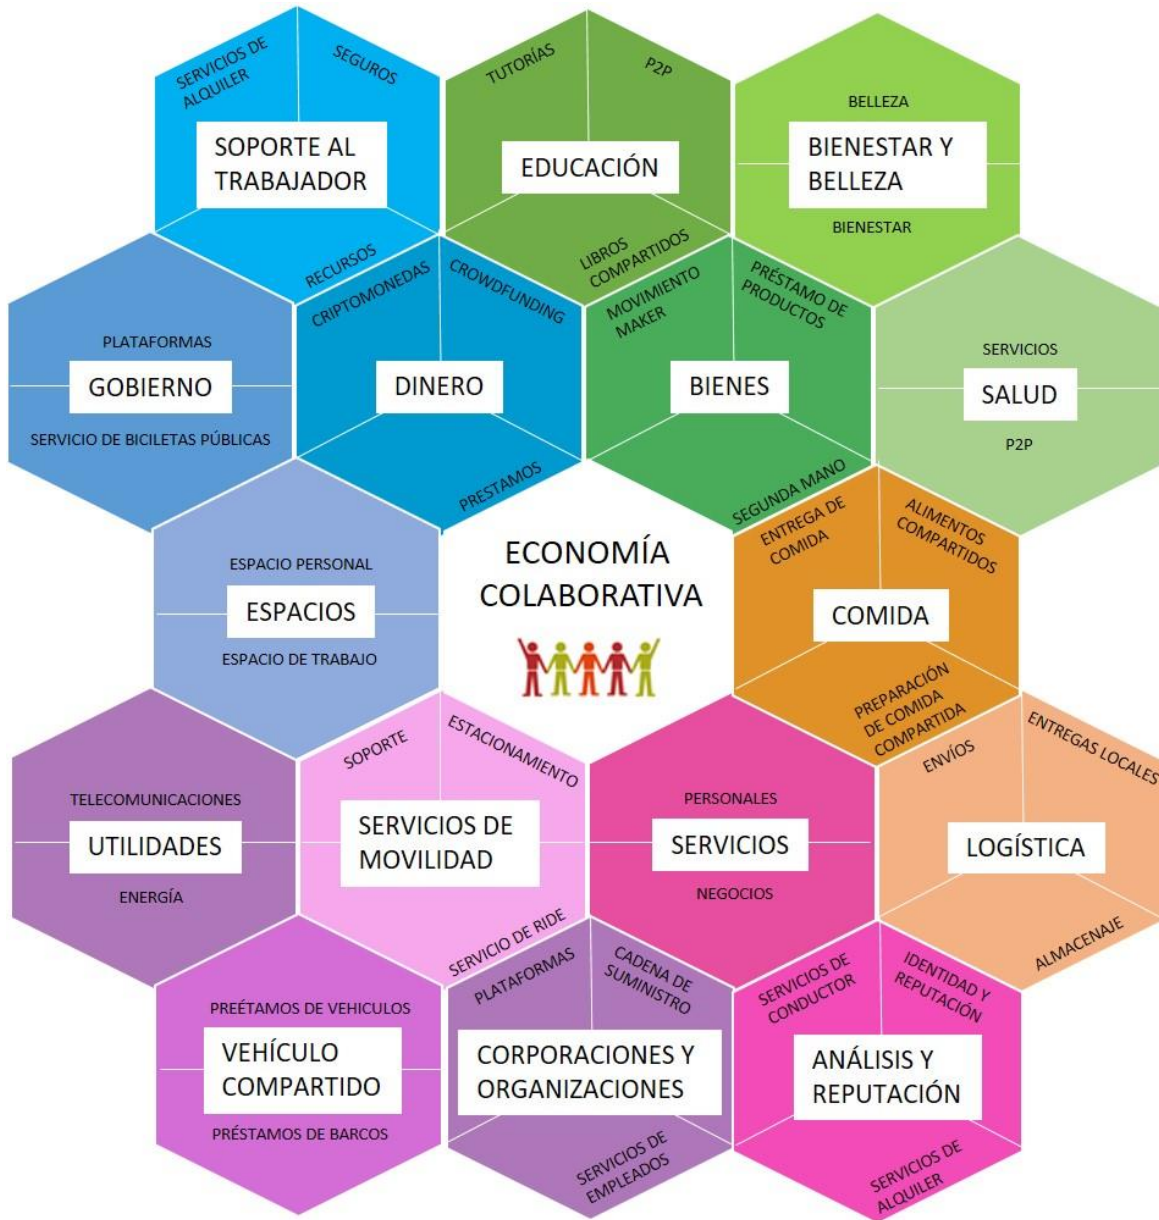 SERVICIOS DE
ALQUILER
SEGUROS
SOPORTE AL
TRABAJADOR
RECURSOS
TUTORÍAS
P2P
EDUCACIÓN
LIBROS
COMPARTIDOS
BELLEZA
BIENESTAR Y
BELLEZA
BIENESTAR
PLATAFORMAS
GOBIERNO
SERVICIO DE BICILETAS PÚBLICAS
CRIPTOMONEDAS
CROWDFUNDING
DINERO
PRESTAMOS
MOVIMIENTO
MAKER
PRÉSTAMO DE
PRODUCTOS
BIENES
SEGUNDA MANO
SERVICIOS
SALUD
P2P
ESPACIO PERSONAL
ESPACIOS
ESPACIO DE TRABAJO
ECONOMÍA
COLABORATIVA
ENTREGA DE
COMIDA
ALIMENTOS
COMPARTIDOS
COMIDA
PREPARACIÓN
DE COMIDA
COMPARTIDA
TELECOMUNICACIONES
UTILIDADES
ENERGÍA
SOPORTE
ESTACIONAMIENTO
SERVICIOS DE
MOVILIDAD
SERVICIO DE RIDE
PERSONALES
SERVICIOS
NEGOCIOS
ENVÍOS
ENTREGAS LOCALES
LOGÍSTICA
ALMACENAJE
PREÉTAMOS DE VEHICULOS
VEHÍCULO
COMPARTIDO
PRÉSTAMOS DE BARCOS
PLATAFORMAS
CADENA DE
SUMINISTRO
CORPORACIONES Y
ORGANIZACIONES
SERVICIOS DE
EMPLEADOS
SERVICIOS DE
CONDUCTOR
IDENTIDAD Y
REPUTACIÓN
ANÁLISIS Y
REPUTACIÓN
SERVICIOS DE
ALQUILER